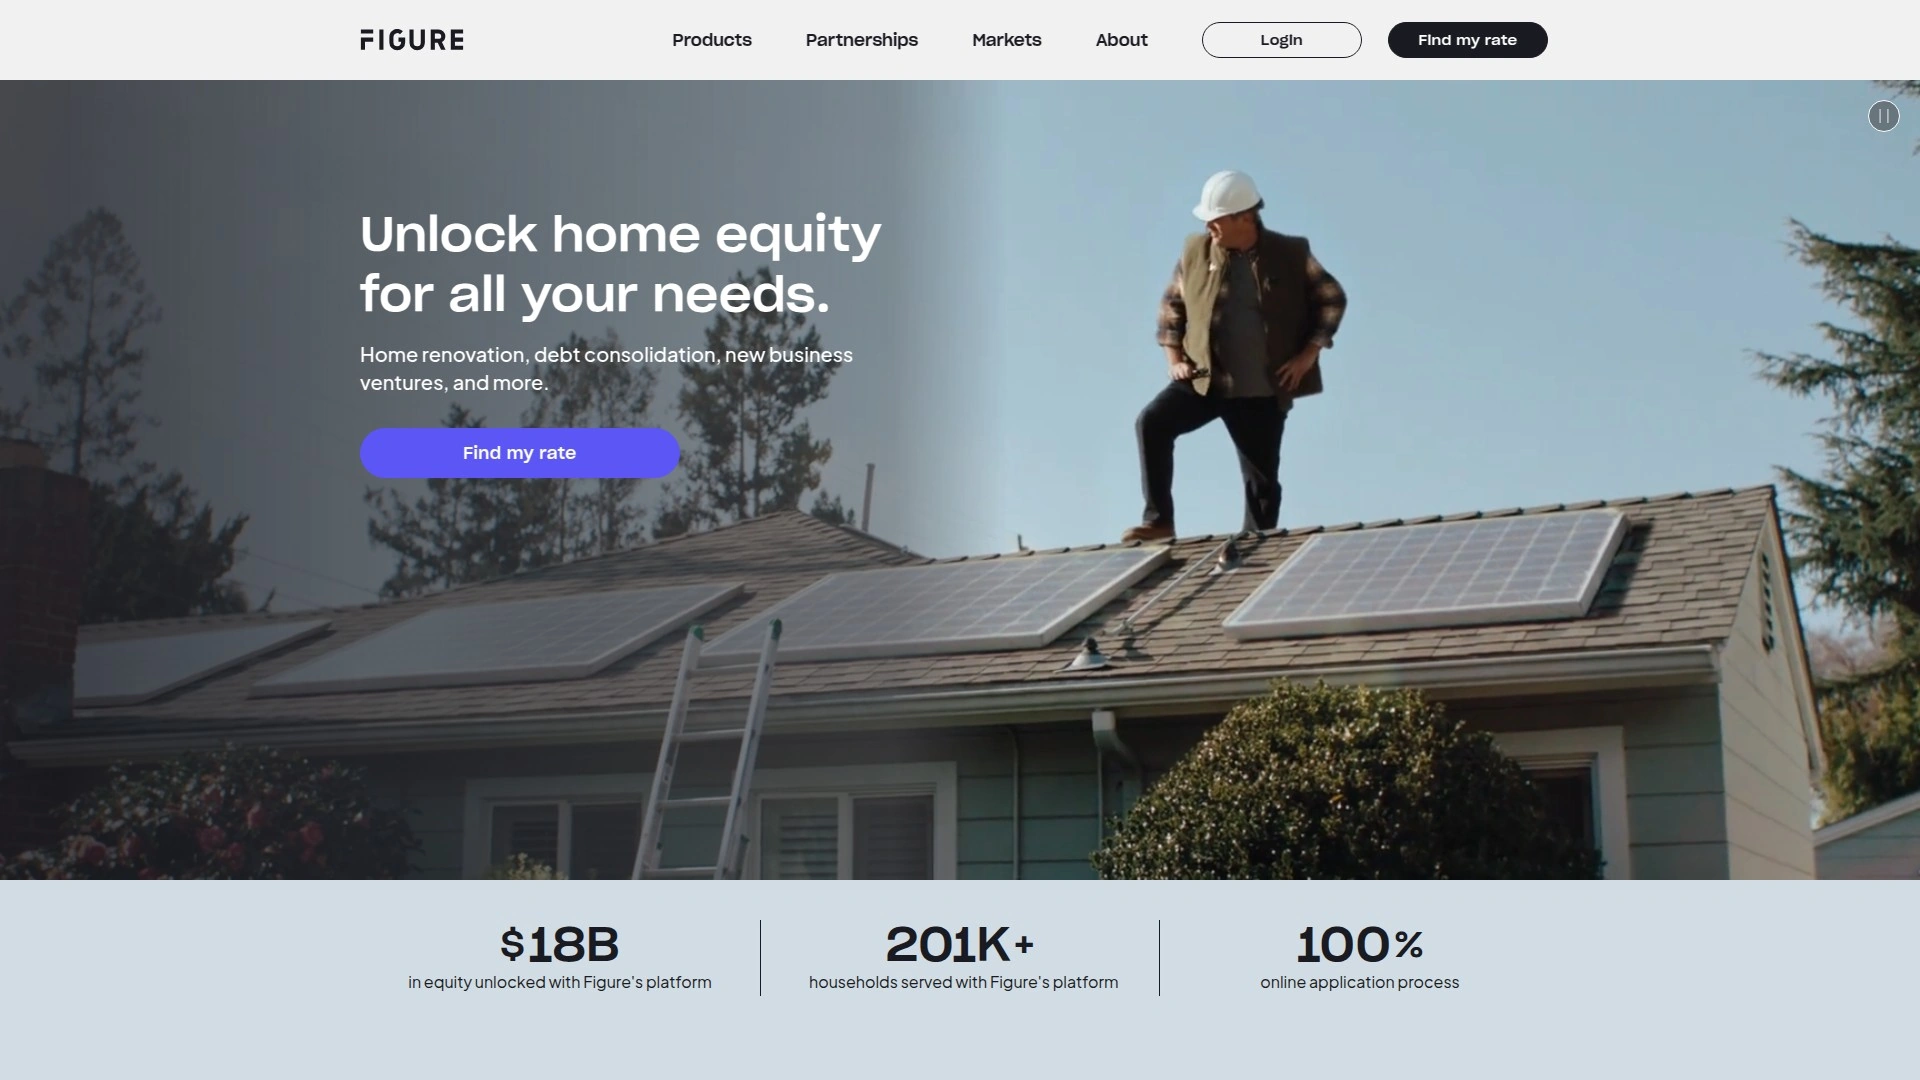 FIGURE
Products
Partnerships
Markets
About
Login
Find my rate
Unlock home equity
for all your needs.
Home renovation, debt consolidation, new business
ventures, and more.
Find my rate
$18B
in equity unlocked with Figure's platform
201K+
households served with Figure's platform
100%
online application process